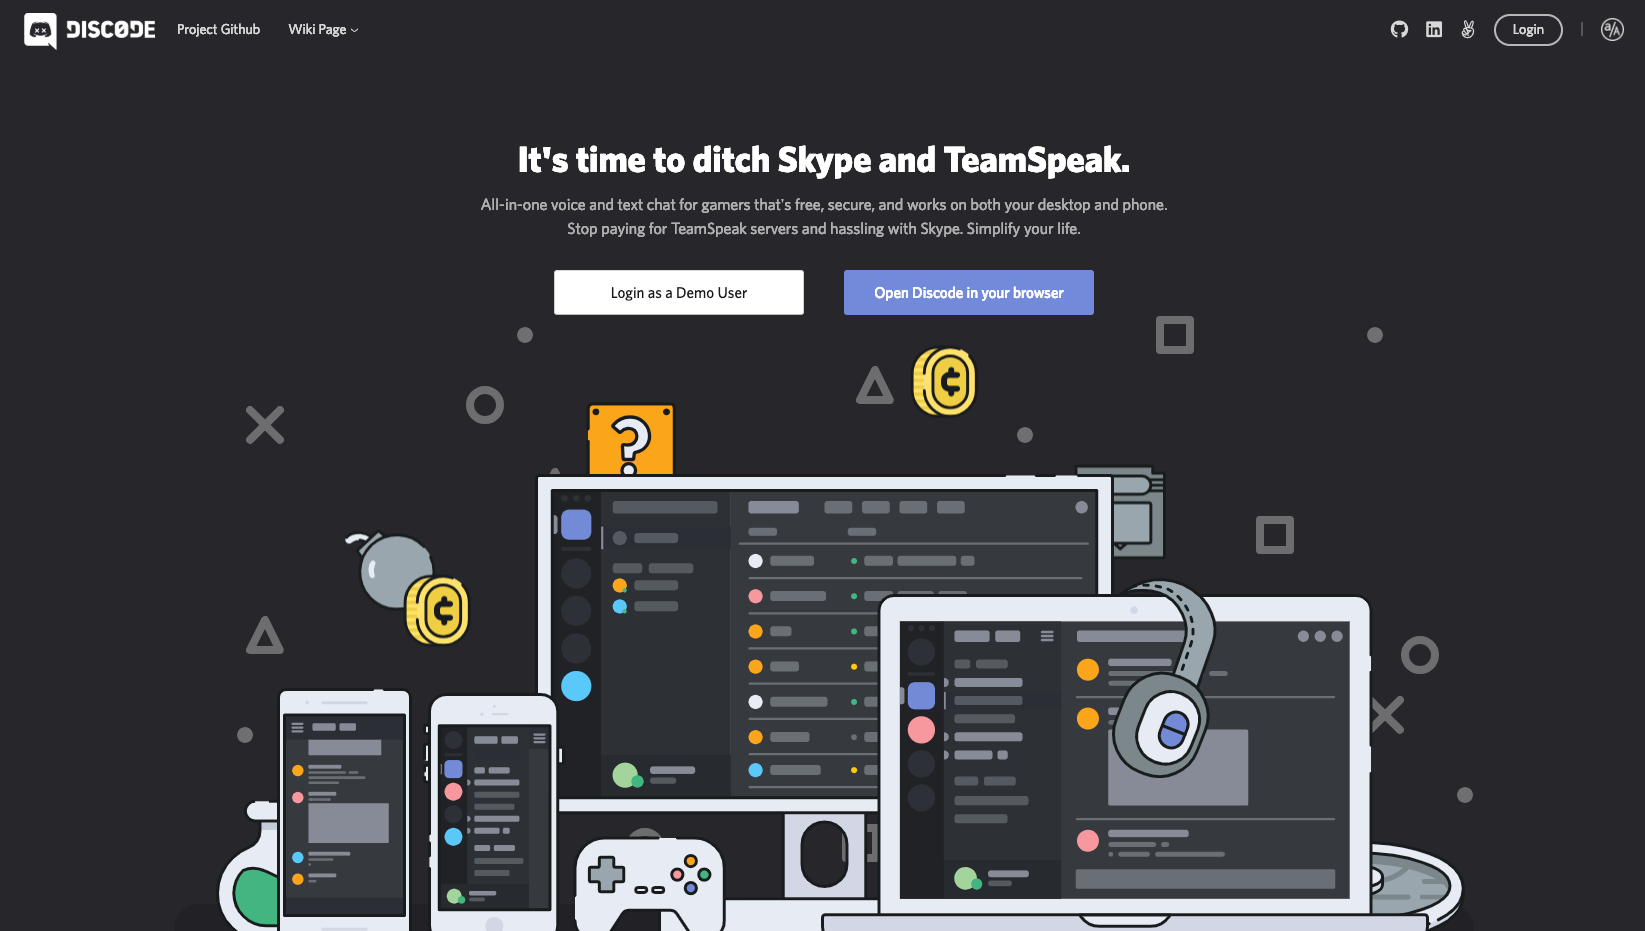 DISCODE
Project Github
Wiki Page
Login
It's time to ditch Skype and TeamSpeak.
All-in-one voice and text chat for gamers that's free, secure, and works on both your desktop and phone.
Stop paying for TeamSpeak servers and hassling with Skype. Simplify your life.
Login as a Demo User
Open Discode in your browser
?
¢
¢